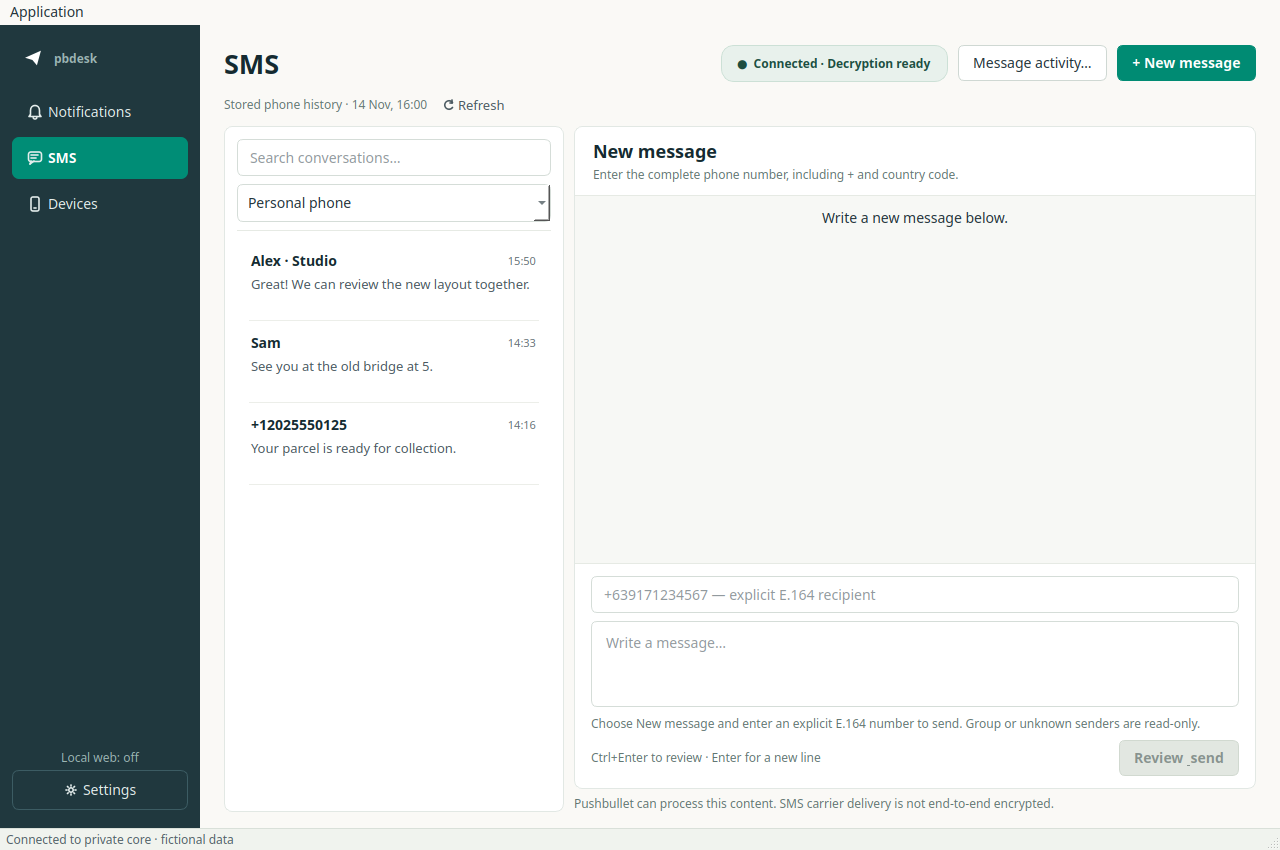 Application
pbdesk
Notifications
SMS
Devices
Local web: off
Settings
SMS
Connected · Decryption ready
Message activity...
+ New message
Stored phone history · 14 Nov, 16:00
Refresh
Search conversations...
Personal phone
Alex · Studio
15:50
Great! We can review the new layout together.
Sam
14:33
See you at the old bridge at 5.
+12025550125
14:16
Your parcel is ready for collection.
New message
Enter the complete phone number, including + and country code.
Write a new message below.
+639171234567 — explicit E.164 recipient
Write a message...
Choose New message and enter an explicit E.164 number to send. Group or unknown senders are read-only.
Ctrl+Enter to review · Enter for a new line
Review _send
Pushbullet can process this content. SMS carrier delivery is not end-to-end encrypted.
Connected to private core · fictional data